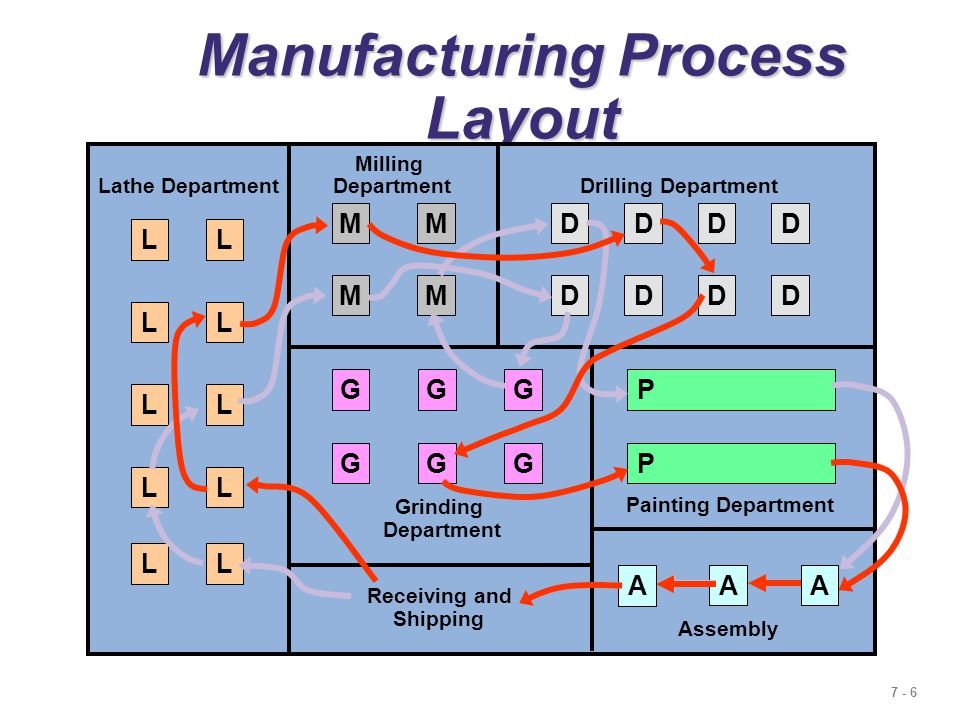 Manufacturing Process
Layout
Lathe Department
Milling
Department
Drilling Department
L L
L L
L L
L L
L L
M M
M M
D D D D
D D D D
G G G
G G G
Grinding
Department
P
P
Painting Department
Receiving and
Shipping
A A A
Assembly
7 - 6